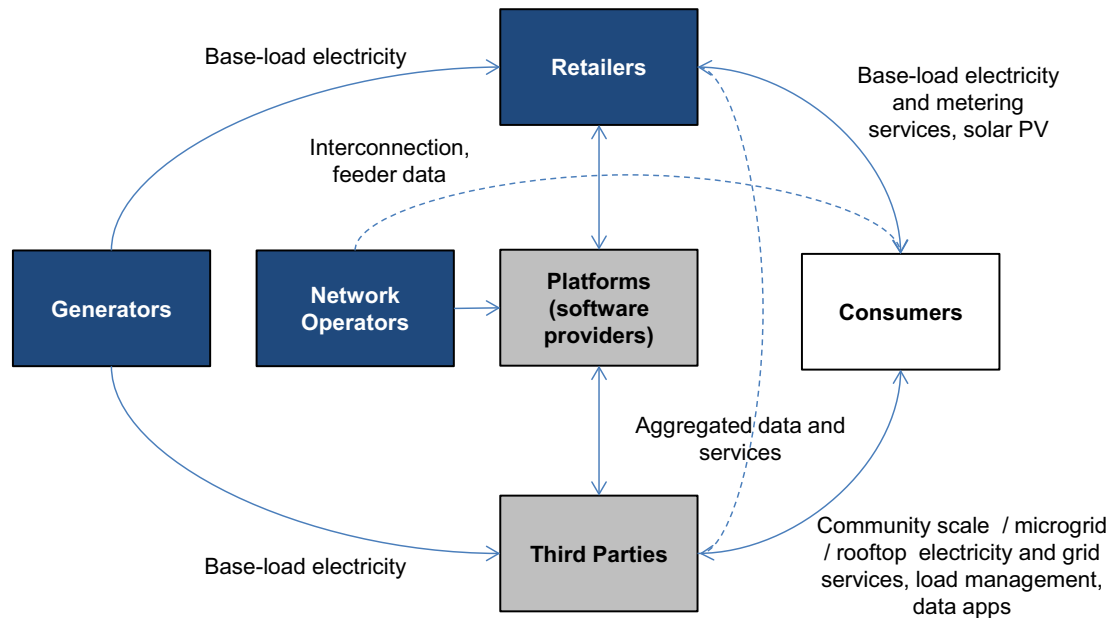 Base-load electricity
Retailers
Base-load electricity
and metering
services, solar PV
Interconnection,
feeder data
Generators
Network
Operators
Platforms
(software
providers)
Consumers
Aggregated data and
services
Base-load electricity
Third Parties
Community scale / microgrid
/ rooftop electricity and grid
services, load management,
data apps